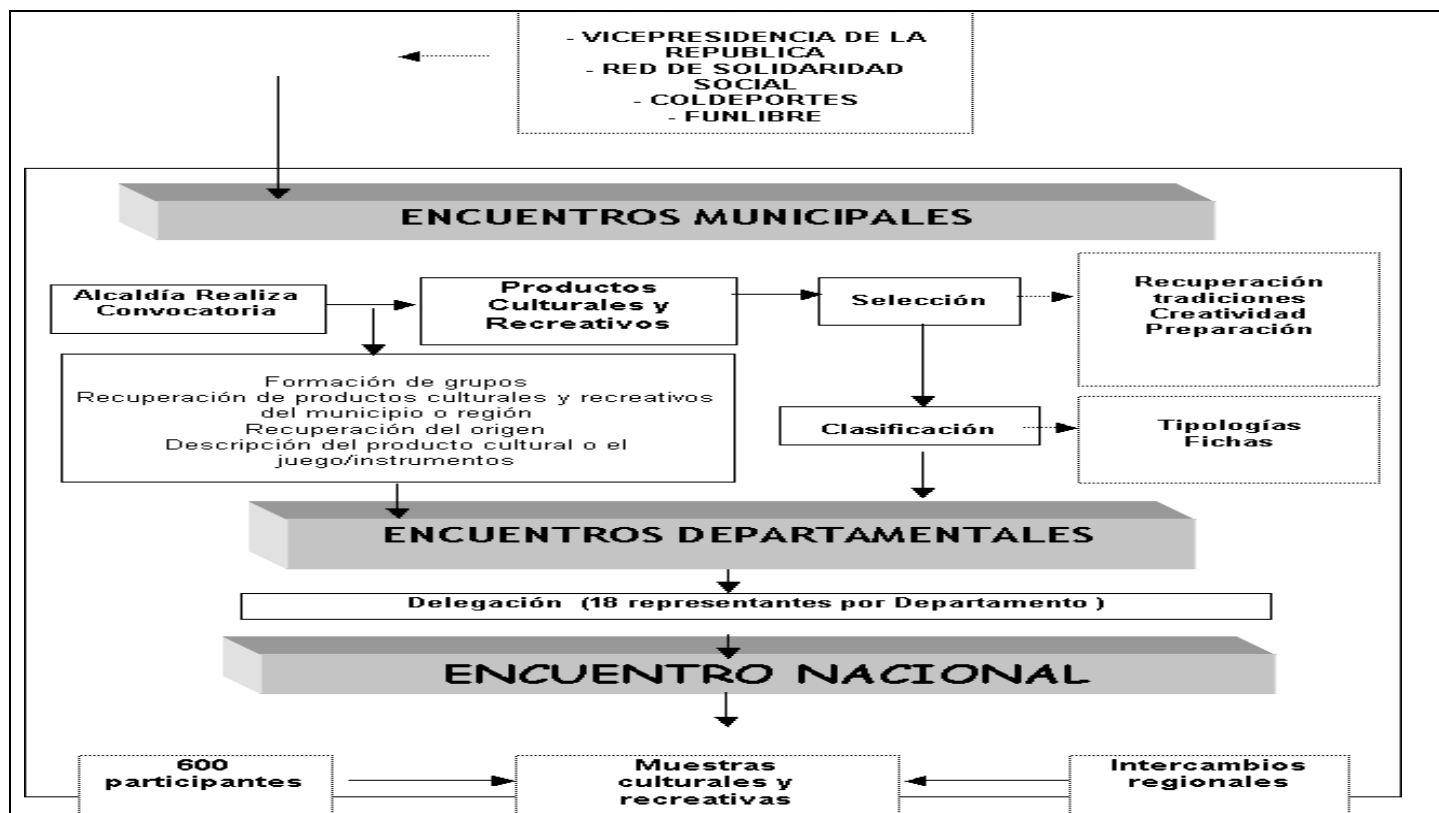 - VICEPRESIDENCIA DE LA
REPUBLICA
- RED DE SOLIDARIDAD
SOCIAL
- COLDEPORTES
- FUNLIBRE
ENCUENTROS MUNICIPALES
Alcaldía Realiza
Convocatoria
Productos
Culturales y
Recreativos
Selección
Recuperación
tradiciones
Creatividad
Preparación
Formación de grupos
Recuperación de productos culturales y recreativos
del municipio o región
Recuperación del origen
Descripción del producto cultural o el
juego/instrumentos
Clasificación
Tipologías
Fichas
ENCUENTROS DEPARTAMENTALES
Delegación (18 representantes por Departamento )
ENCUENTRO NACIONAL
600
participantes
Muestras
culturales y
recreativas
Intercambios
regionales